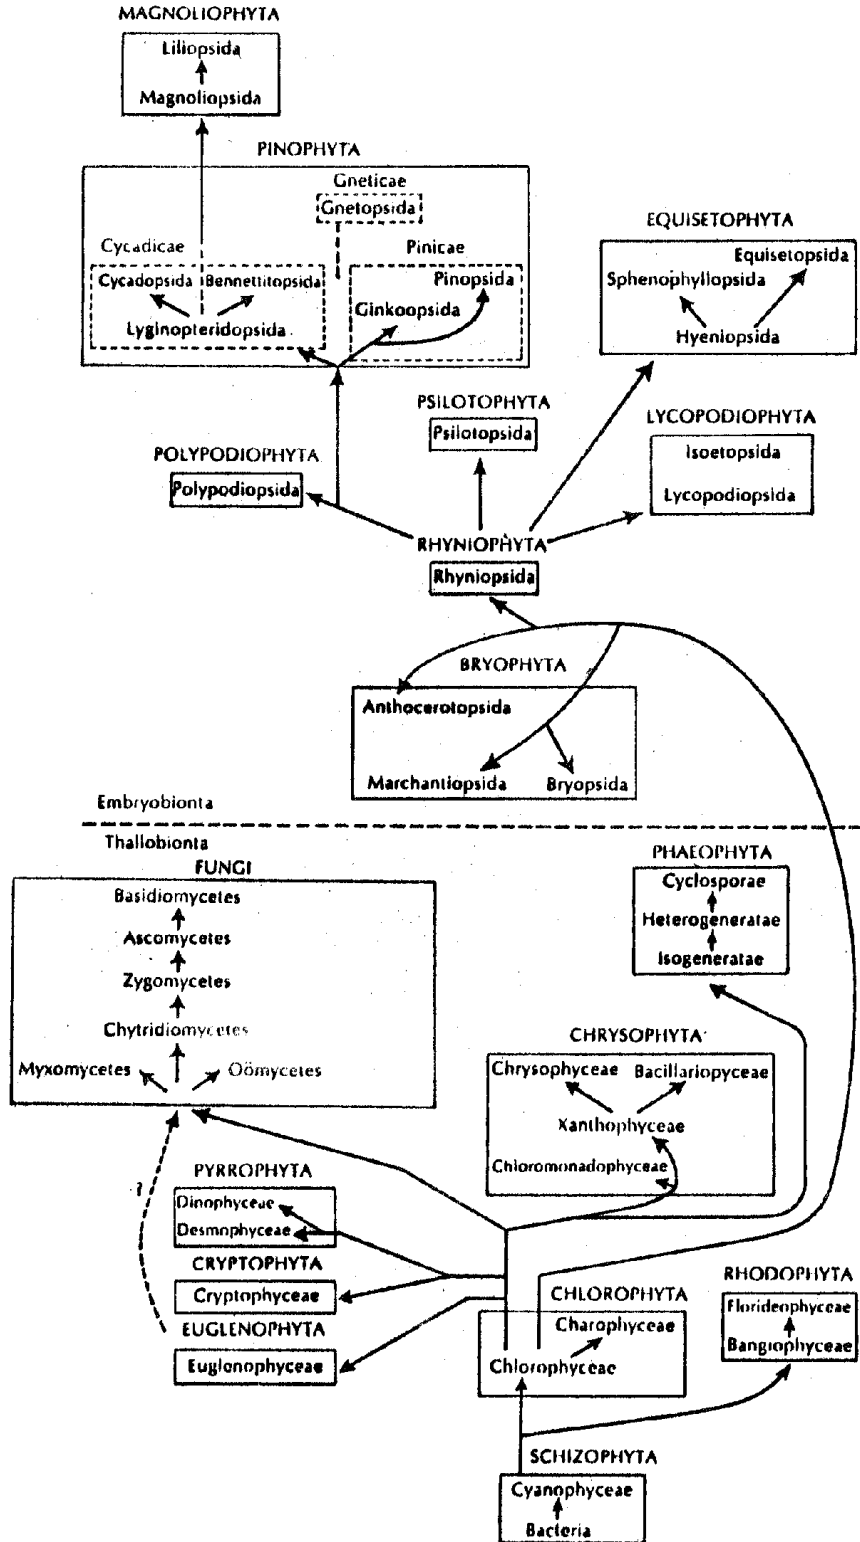 MAGNOLIOPHYTA
Liliopsida
Magnoliopsida
PINOPHYTA
Gneticae
Gnetopsida
Cycadicae
Pinicae
Cycadopsida
Bennettitopsida
Pinopsida
Ginkoopsida
Lyginopteridopsida
EQUISETOPHYTA
Equisetopsida
Sphenophyllopsida
Hyeniopsida
PSILOTOPHYTA
Psilotopsida
LYCOPODIOPHYTA
Isoetopsida
Lycopodiopsida
POLYPODIOPHYTA
Polypodiopsida
RHYNIOPHYTA
Rhyniopsida
BRYOPHYTA
Anthocerotopsida
Marchantiopsida
Bryopsida
Embryobionta
Thallobionta
FUNGI
Basidiomycetes
Ascomycetes
Zygomycetes
Chytridiomycetes
Myxomycetes
Oömycetes
PHAEOPHYTA
Cyclosporae
Heterogeneratae
Isogeneratae
CHRYSOPHYTA
Chrysophyceae
Bacillariopyceae
Xanthophyceae
Chloromonadophyceae
PYRROPHYTA
?
Dinophyceae
Desmophyceae
CRYPTOPHYTA
Cryptophyceae
EUGLENOPHYTA
Euglonophyceae
CHLOROPHYTA
Charophyceae
Chlorophyceae
RHODOPHYTA
Florideophyceae
Bangiophyceae
SCHIZOPHYTA
Cyanophyceae
Bacteria